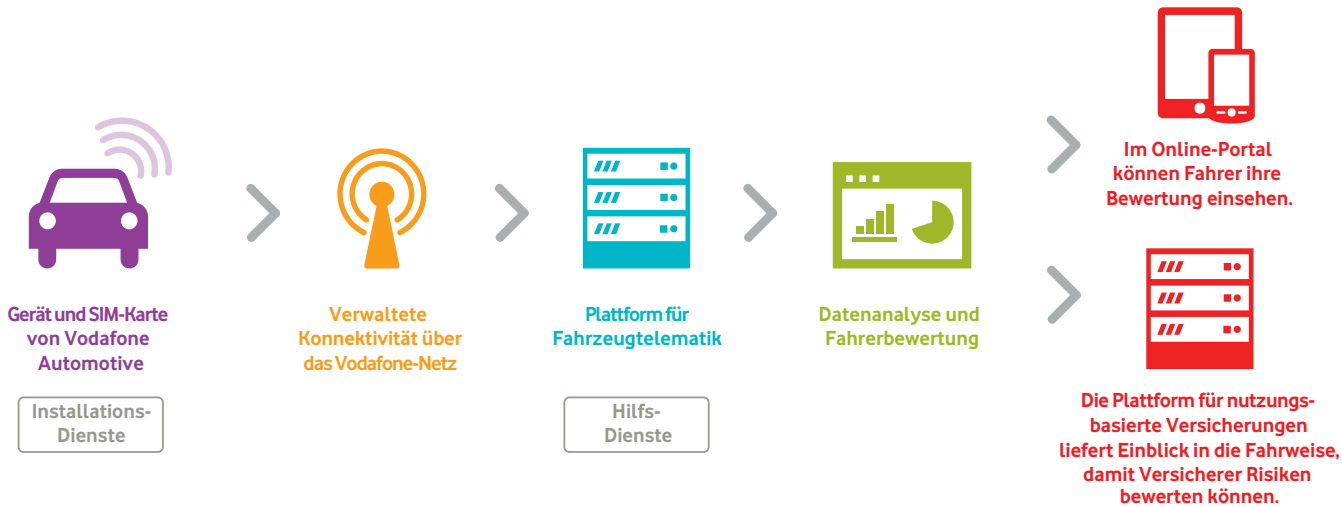 Gerät und SIM-Karte
von Vodafone
Automotive
Installations-
Dienste
Verwaltete
Konnektivität über
das Vodafone-Netz
Plattform für
Fahrzeugtelematik
Hilfs-
Dienste
Datenanalyse und
Fahrerbewertung
Im Online-Portal
können Fahrer ihre
Bewertung einsehen.
Die Plattform für nutzungs-
basierte Versicherungen
liefert Einblick in die Fahrweise,
damit Versicherer Risiken
bewerten können.